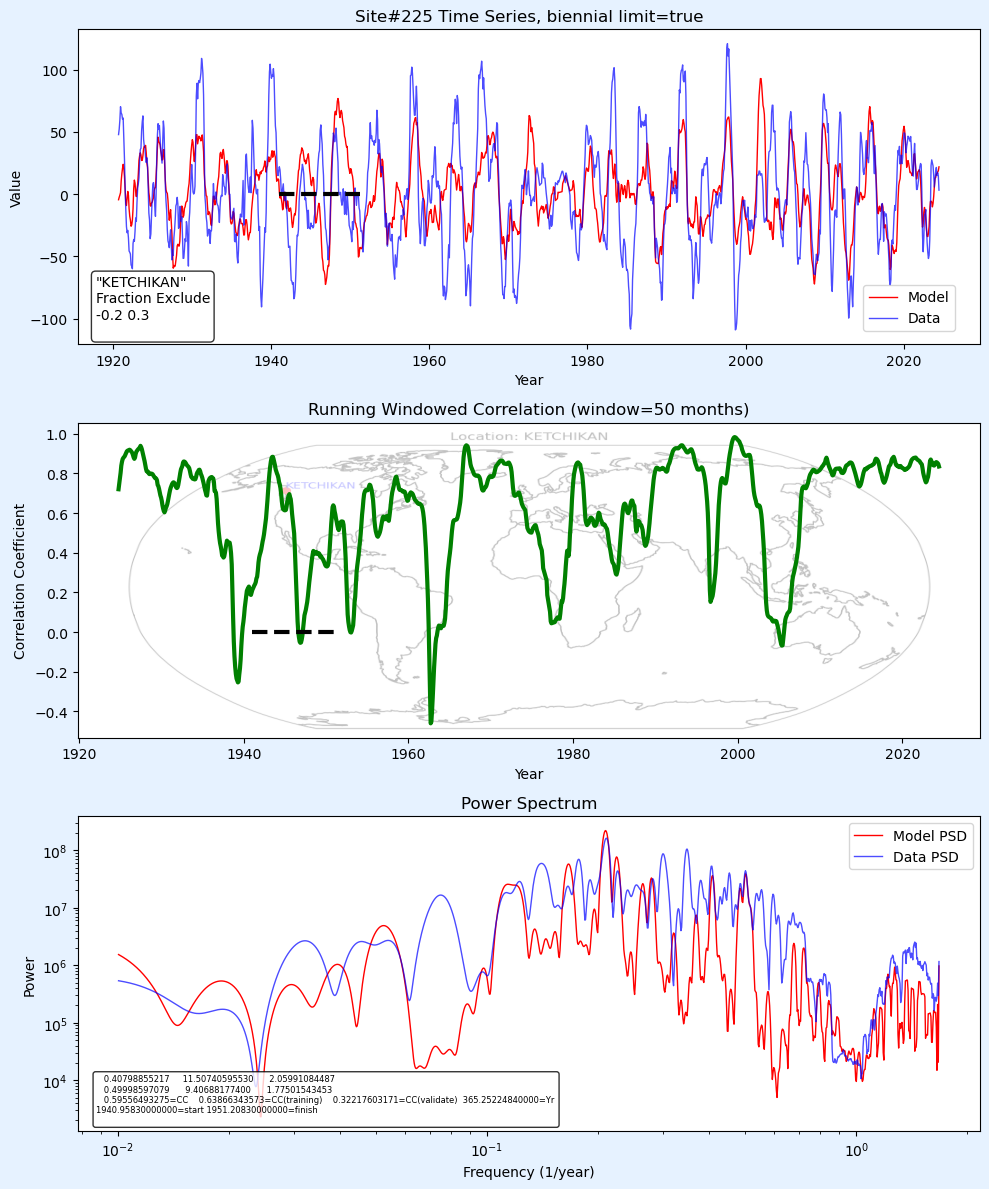 Site#225 Time Series, biennial limit=true
Value
100
50
0
−50
−100
"KETCHIKAN"
Fraction Exclude
-0.2 0.3
Model
Data
1920 1940 1960 1980 2000 2020
Year
Running Windowed Correlation (window=50 months)
Correlation Coefficient
1.0
0.8
0.6
0.4
0.2
0.0
−0.2
−0.4
Location: KETCHIKAN
KETCHIKAN
1920 1940 1960 1980 2000 2020
Year
Power Spectrum
Power
10^8
10^7
10^6
10^5
10^4
Model PSD
Data PSD
0.40798855217 11.50740595530 2.05991084487
0.49998597079 9.40688177400 1.77501543453
0.59556493275=CC 0.63866343573=CC(training) 0.32217603171=CC(validate) 365.25224840000=Yr
1940.95830000000=start 1951.20830000000=finish
10^−2 10^−1 10^0
Frequency (1/year)